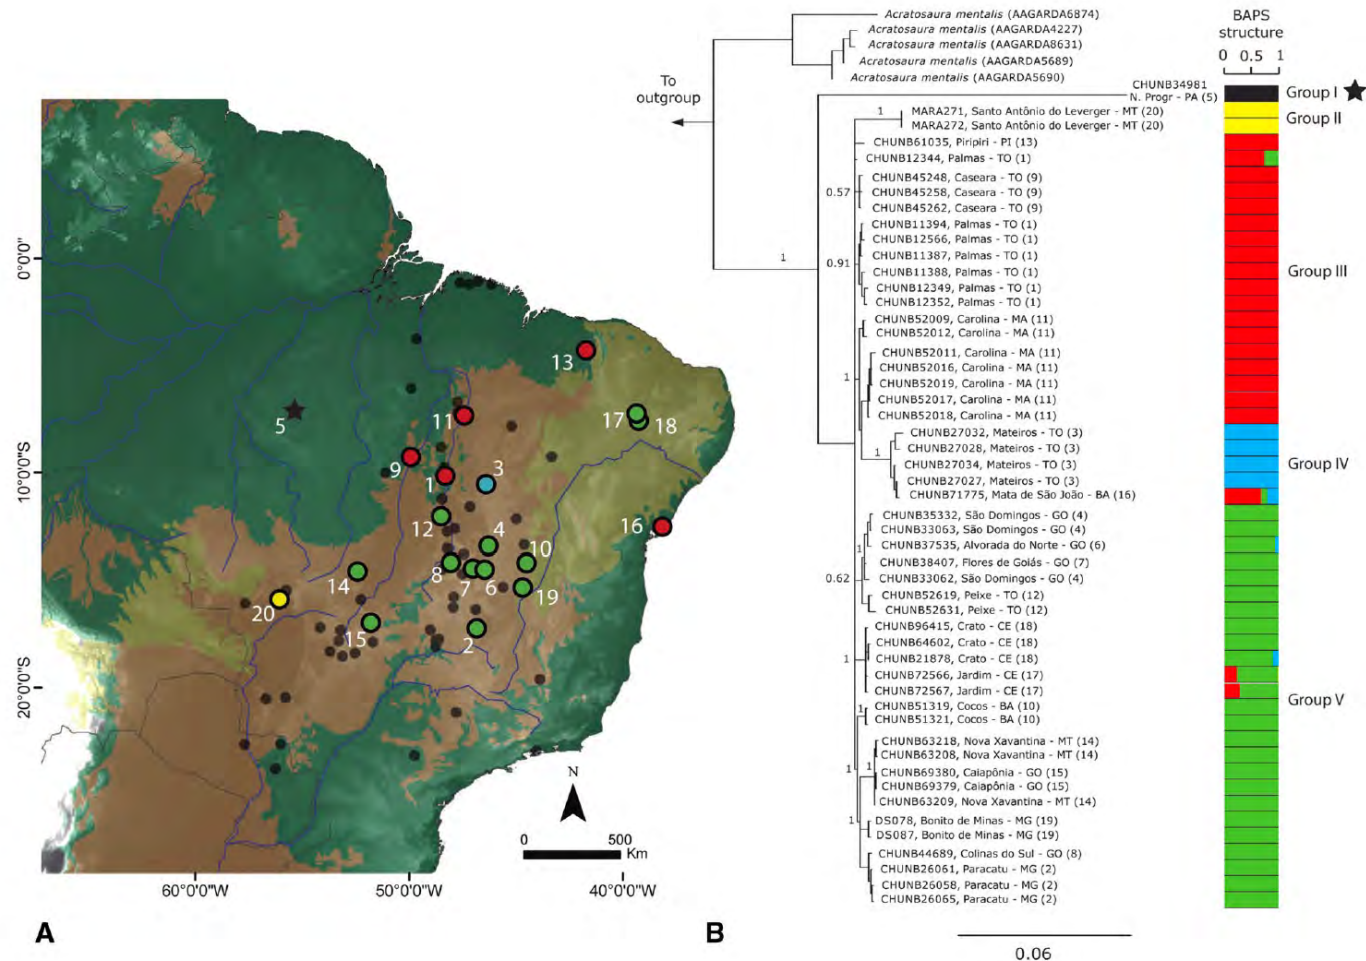 0°0'0"
10°0'0"S
20°0'0"S
60°0'0"W
50°0'0"W
40°0'0"W
13
5
11
17
18
9
3
1
16
12
4
10
8
7
6
14
19
20
15
2
N
0
500
Km
A
To
outgroup
Acratosaura mentalis (AAGARDA6874)
Acratosaura mentalis (AAGARDA4227)
Acratosaura mentalis (AAGARDA8631)
Acratosaura mentalis (AAGARDA5689)
Acratosaura mentalis (AAGARDA5690)
CHUNB34981
N. Progr - PA (5)
MARA271, Santo Antônio do Leverger - MT (20)
MARA272, Santo Antônio do Leverger - MT (20)
CHUNB61035, Piripiri - PI (13)
CHUNB12344, Palmas - TO (1)
CHUNB45248, Caseara - TO (9)
CHUNB45258, Caseara - TO (9)
CHUNB45262, Caseara - TO (9)
CHUNB11394, Palmas - TO (1)
CHUNB12566, Palmas - TO (1)
CHUNB11387, Palmas - TO (1)
CHUNB11388, Palmas - TO (1)
CHUNB12349, Palmas - TO (1)
CHUNB12352, Palmas - TO (1)
CHUNB52009, Carolina - MA (11)
CHUNB52012, Carolina - MA (11)
CHUNB52011, Carolina - MA (11)
CHUNB52016, Carolina - MA (11)
CHUNB52019, Carolina - MA (11)
CHUNB52017, Carolina - MA (11)
CHUNB52018, Carolina - MA (11)
CHUNB27032, Mateiros - TO (3)
CHUNB27028, Mateiros - TO (3)
CHUNB27034, Mateiros - TO (3)
CHUNB27027, Mateiros - TO (3)
CHUNB71775, Mata de São João - BA (16)
CHUNB35332, São Domingos - GO (4)
CHUNB33063, São Domingos - GO (4)
CHUNB37535, Alvorada do Norte - GO (6)
CHUNB38407, Flores de Goiás - GO (7)
CHUNB33062, São Domingos - GO (4)
CHUNB52619, Peixe - TO (12)
CHUNB52631, Peixe - TO (12)
CHUNB96415, Crato - CE (18)
CHUNB64602, Crato - CE (18)
CHUNB21878, Crato - CE (18)
CHUNB72566, Jardim - CE (17)
CHUNB72567, Jardim - CE (17)
CHUNB51319, Cocos - BA (10)
CHUNB51321, Cocos - BA (10)
CHUNB63218, Nova Xavantina - MT (14)
CHUNB63208, Nova Xavantina - MT (14)
CHUNB69380, Caiapônia - GO (15)
CHUNB69379, Caiapônia - GO (15)
CHUNB63209, Nova Xavantina - MT (14)
DS078, Bonito de Minas - MG (19)
DS087, Bonito de Minas - MG (19)
CHUNB44689, Colinas do Sul - GO (8)
CHUNB26061, Paracatu - MG (2)
CHUNB26058, Paracatu - MG (2)
CHUNB26065, Paracatu - MG (2)
1
1
0.57
0.91
1
1
1
0.62
1
1
1
1
1
B
0.06
BAPS
structure
0 0.5 1
Group I
Group II
Group III
Group IV
Group V